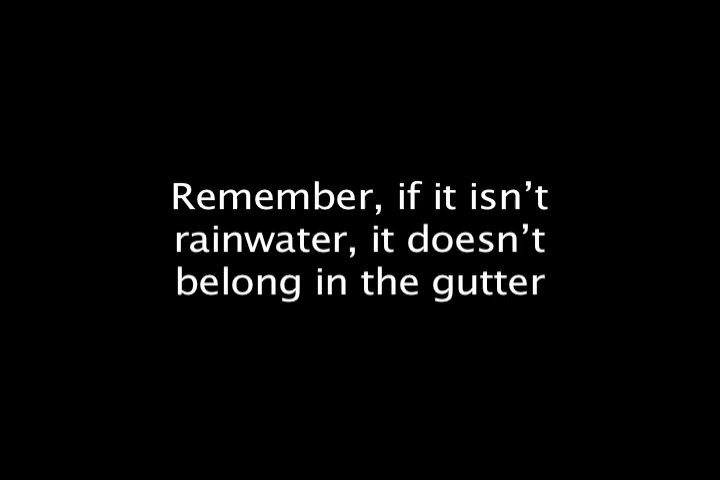 Remember, if it isn’t
rainwater, it doesn’t
belong in the gutter